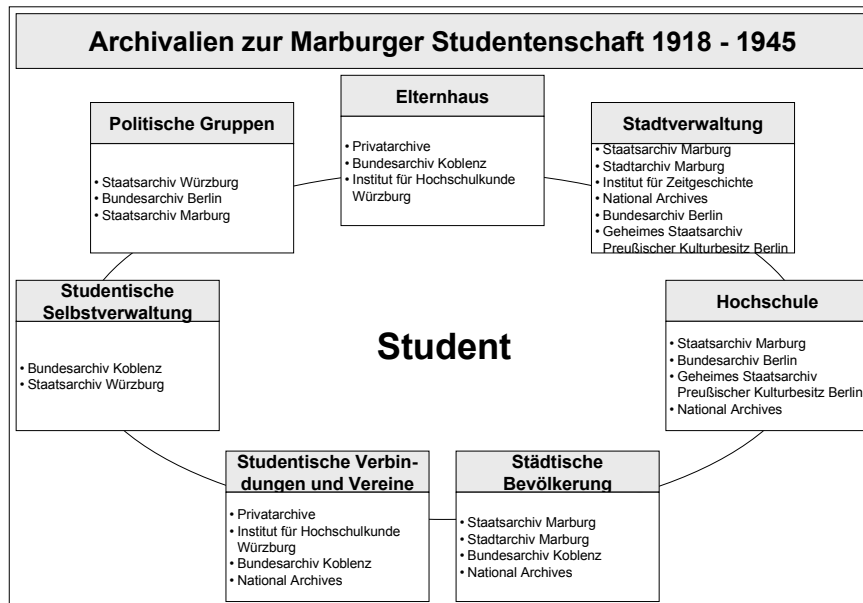 Archivalien zur Marburger Studentenschaft 1918 - 1945
Elternhaus
• Privatarchive
• Bundesarchiv Koblenz
• Institut für Hochschulkunde
Würzburg
Politische Gruppen
• Staatsarchiv Würzburg
• Bundesarchiv Berlin
• Staatsarchiv Marburg
Stadtverwaltung
• Staatsarchiv Marburg
• Stadtarchiv Marburg
• Institut für Zeitgeschichte
• National Archives
• Bundesarchiv Berlin
• Geheimes Staatsarchiv
Preußischer Kulturbesitz Berlin
Studentische
Selbstverwaltung
• Bundesarchiv Koblenz
• Staatsarchiv Würzburg
Student
Hochschule
• Staatsarchiv Marburg
• Bundesarchiv Berlin
• Geheimes Staatsarchiv
Preußischer Kulturbesitz Berlin
• National Archives
Studentische Verbin-
dungen und Vereine
• Privatarchive
• Institut für Hochschulkunde
Würzburg
• Bundesarchiv Koblenz
• National Archives
Städtische
Bevölkerung
• Staatsarchiv Marburg
• Stadtarchiv Marburg
• Bundesarchiv Koblenz
• National Archives